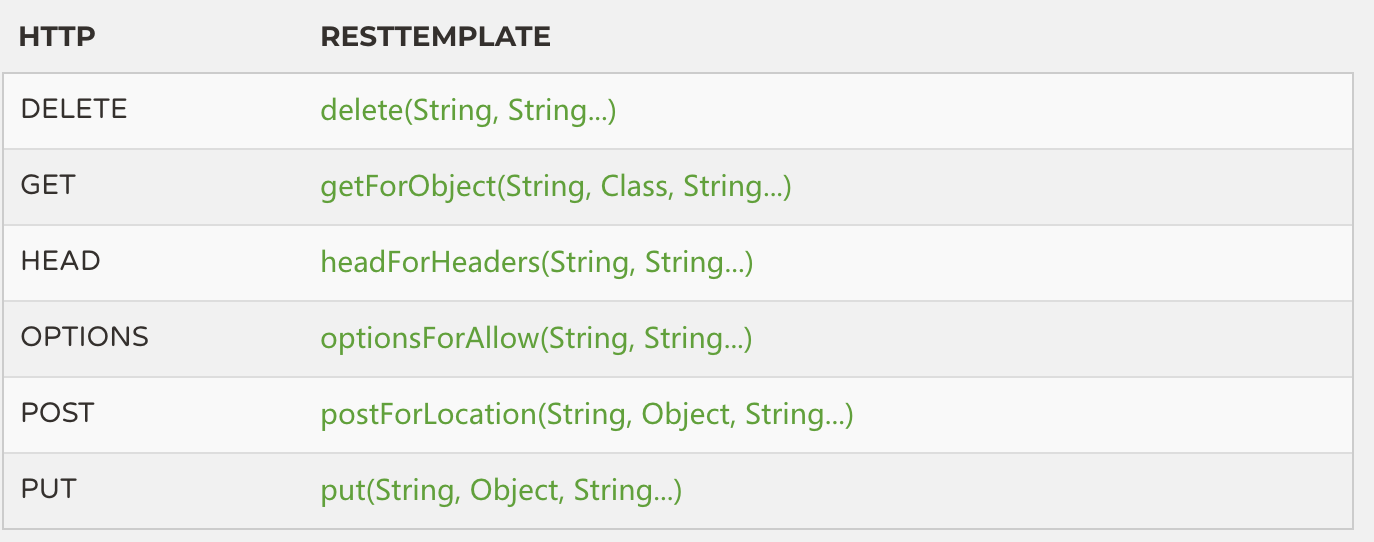 HTTP RESTTEMPLATE
DELETE delete(String, String...)
GET getForObject(String, Class, String...)
HEAD headForHeaders(String, String...)
OPTIONS optionsForAllow(String, String...)
POST postForLocation(String, Object, String...)
PUT put(String, Object, String...)